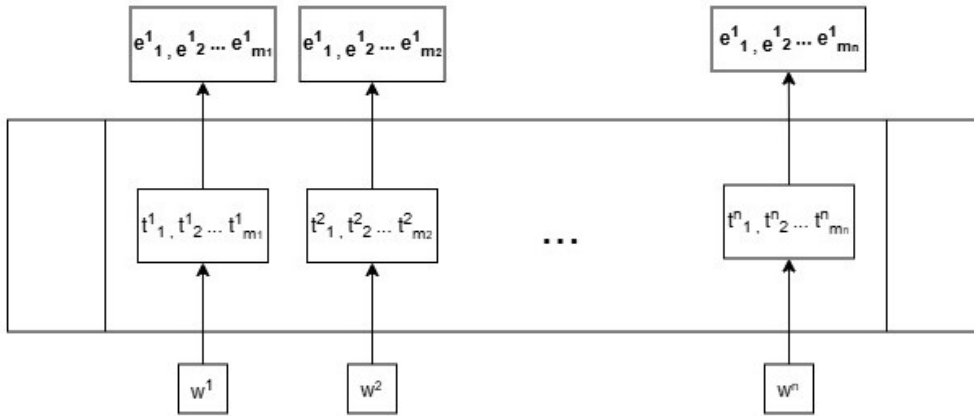 e¹₁, e¹₂ ... e¹ₘ₁ e¹₁, e¹₂ ... e¹ₘ₂ e¹₁, e¹₂ ... e¹ₘₙ
t¹₁, t¹₂ ... t¹ₘ₁ t²₁, t²₂ ... t²ₘ₂ ... tⁿ₁, tⁿ₂ ... tⁿₘₙ
w¹ w² wⁿ